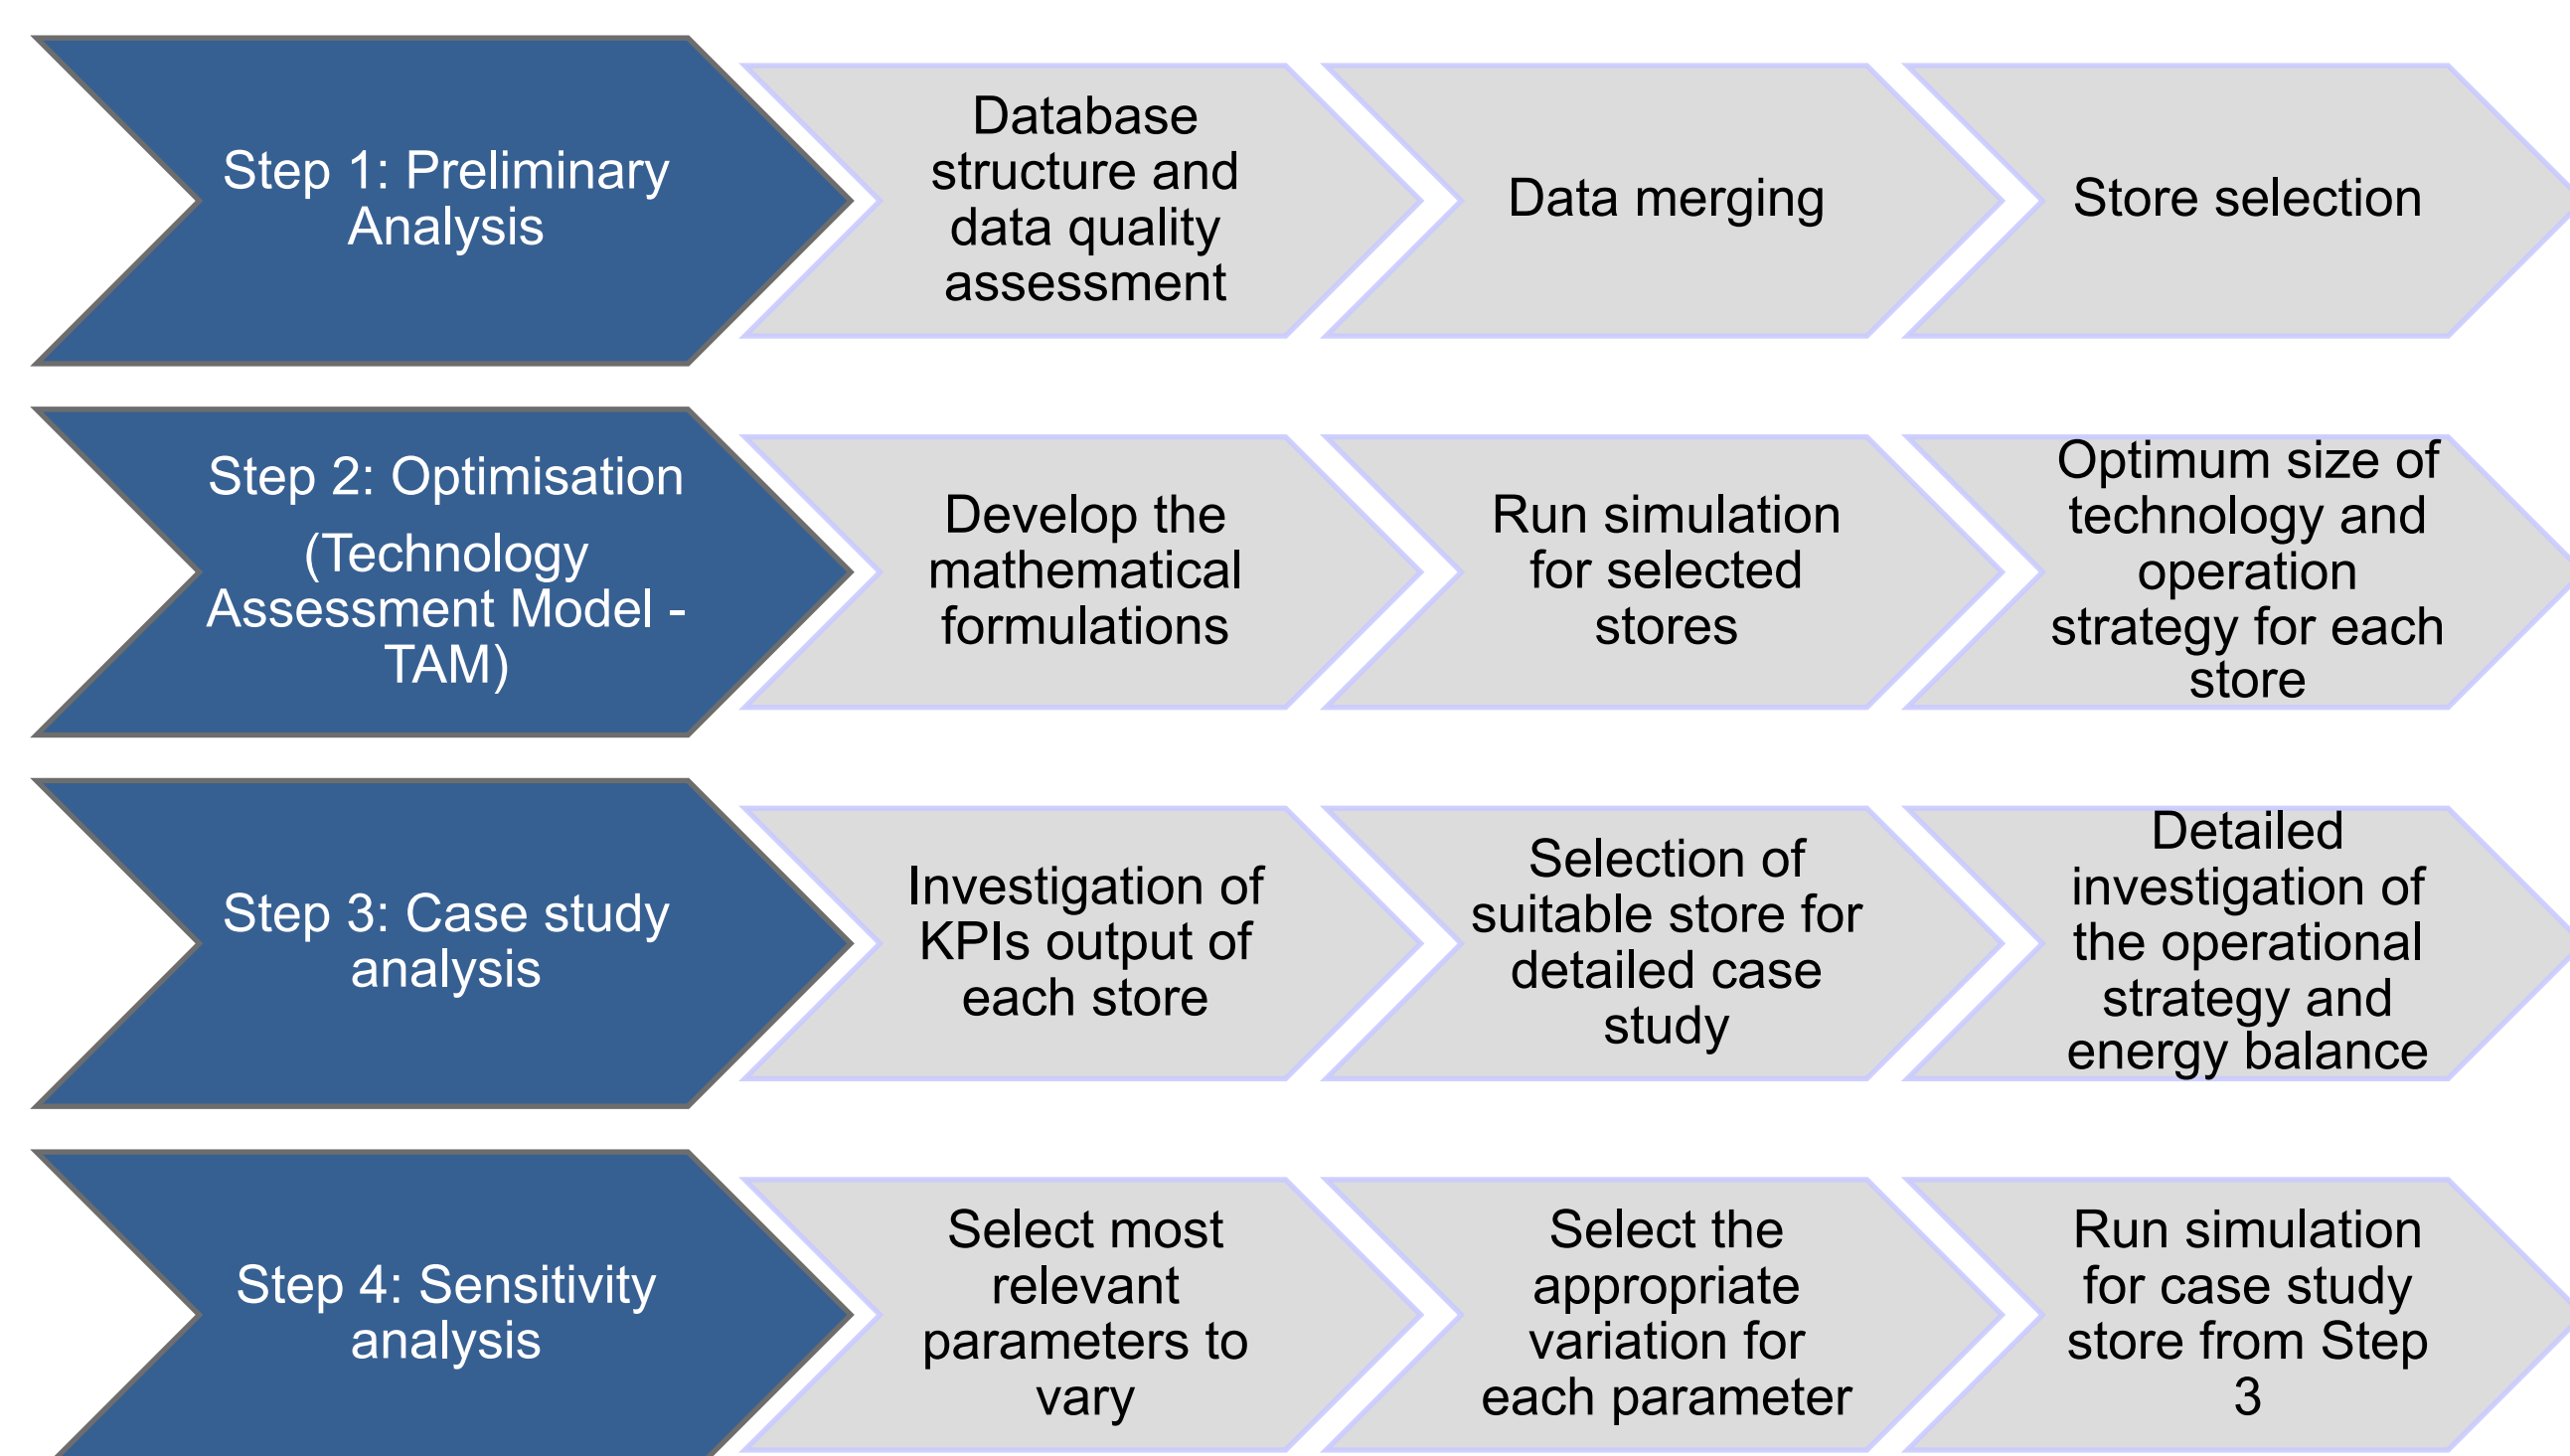 Step 1: Preliminary
Analysis
Database
structure and
data quality
assessment
Data merging
Store selection
Step 2: Optimisation
(Technology
Assessment Model -
TAM)
Develop the
mathematical
formulations
Run simulation
for selected
stores
Optimum size of
technology and
operation
strategy for each
store
Step 3: Case study
analysis
Investigation of
KPIs output of
each store
Selection of
suitable store for
detailed case
study
Detailed
investigation of
the operational
strategy and
energy balance
Step 4: Sensitivity
analysis
Select most
relevant
parameters to
vary
Select the
appropriate
variation for
each parameter
Run simulation
for case study
store from Step
3